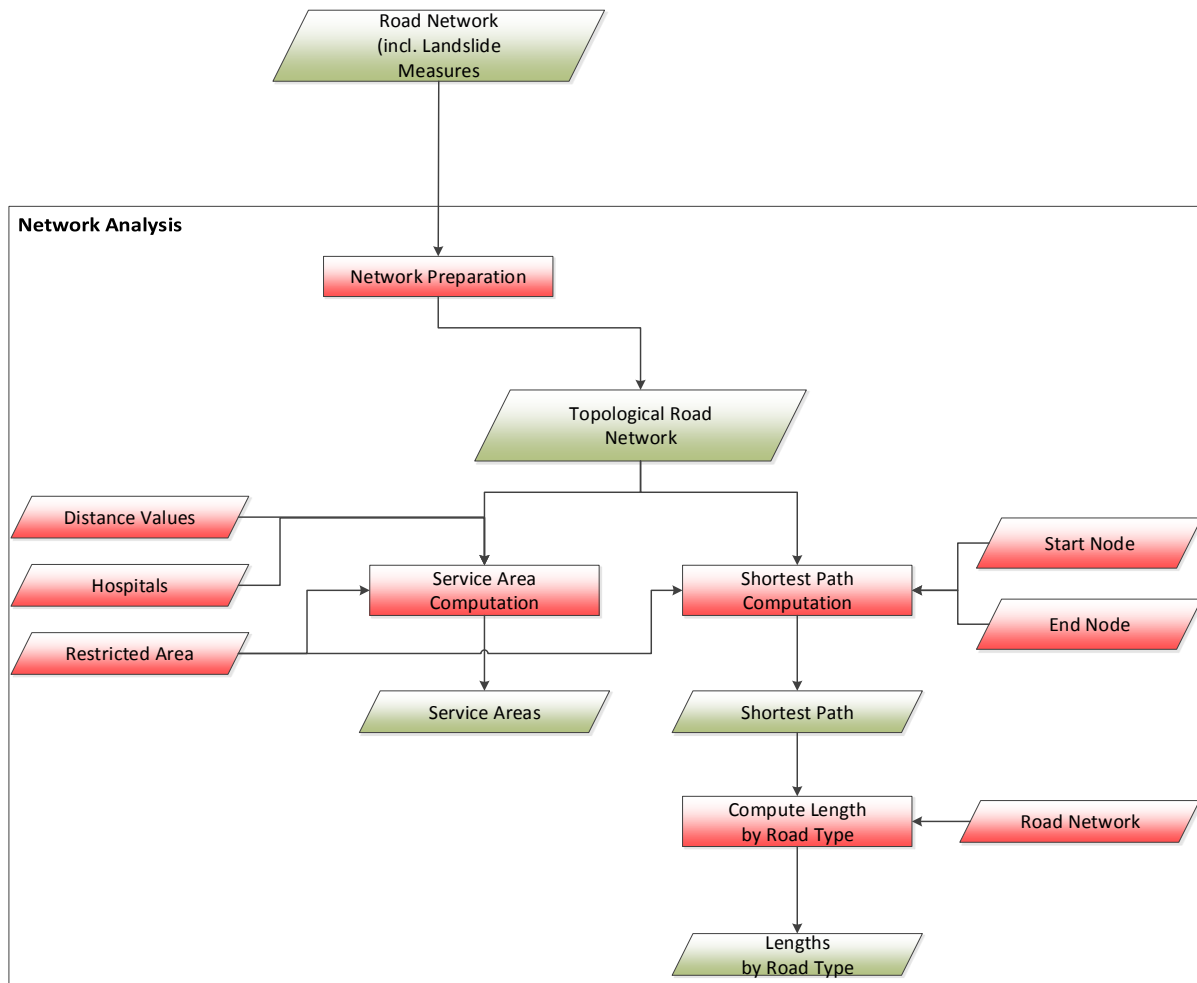 Road Network
(incl. Landslide
Measures
Network Analysis
Network Preparation
Topological Road
Network
Distance Values
Hospitals
Restricted Area
Service Area
Computation
Shortest Path
Computation
Start Node
End Node
Service Areas
Shortest Path
Compute Length
by Road Type
Road Network
Lengths
by Road Type